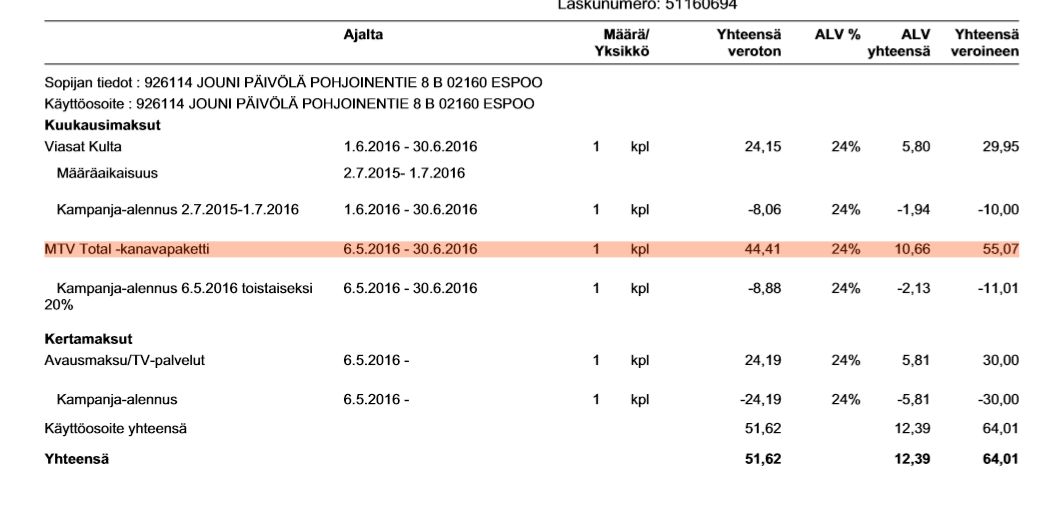 Laskunumero: 51160694
Ajalta Määrä/ Yksikkö Yhteensä veroton ALV % ALV yhteensä Yhteensä veroineen
Sopijan tiedot : 926114 JOUNI PÄIVÖLÄ POHJOINENTIE 8 B 02160 ESPOO
Käyttöosoite : 926114 JOUNI PÄIVÖLÄ POHJOINENTIE 8 B 02160 ESPOO
Kuukausimaksut
Viasat Kulta 1.6.2016 - 30.6.2016 1 kpl 24,15 24% 5,80 29,95
Määräaikaisuus 2.7.2015- 1.7.2016
Kampanja-alennus 2.7.2015-1.7.2016 1.6.2016 - 30.6.2016 1 kpl -8,06 24% -1,94 -10,00
MTV Total -kanavapaketti 6.5.2016 - 30.6.2016 1 kpl 44,41 24% 10,66 55,07
Kampanja-alennus 6.5.2016 toistaiseksi 6.5.2016 - 30.6.2016 1 kpl -8,88 24% -2,13 -11,01
20%
Kertamaksut
Avausmaksu/TV-palvelut 6.5.2016 - 1 kpl 24,19 24% 5,81 30,00
Kampanja-alennus 6.5.2016 - 1 kpl -24,19 24% -5,81 -30,00
Käyttöosoite yhteensä 51,62 12,39 64,01
Yhteensä 51,62 12,39 64,01